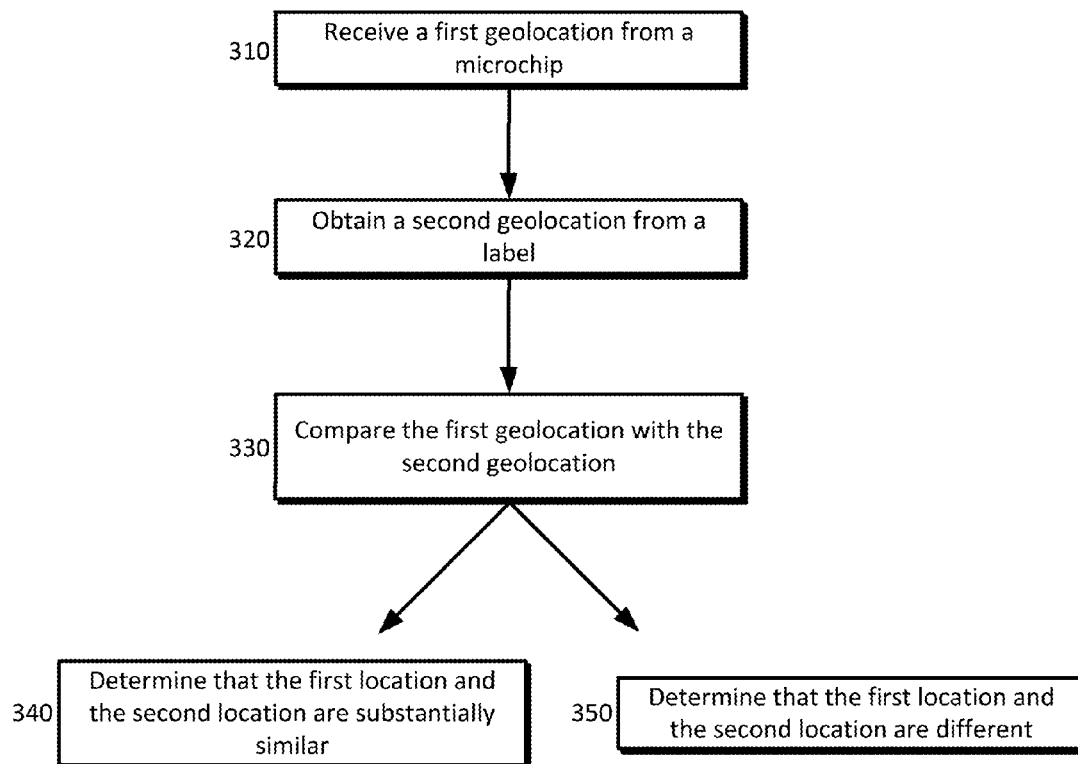 310
Receive a first geolocation from a
microchip
320
Obtain a second geolocation from a
label
330
Compare the first geolocation with the
second geolocation
340
Determine that the first location and
the second location are substantially
similar
350
Determine that the first location and
the second location are different